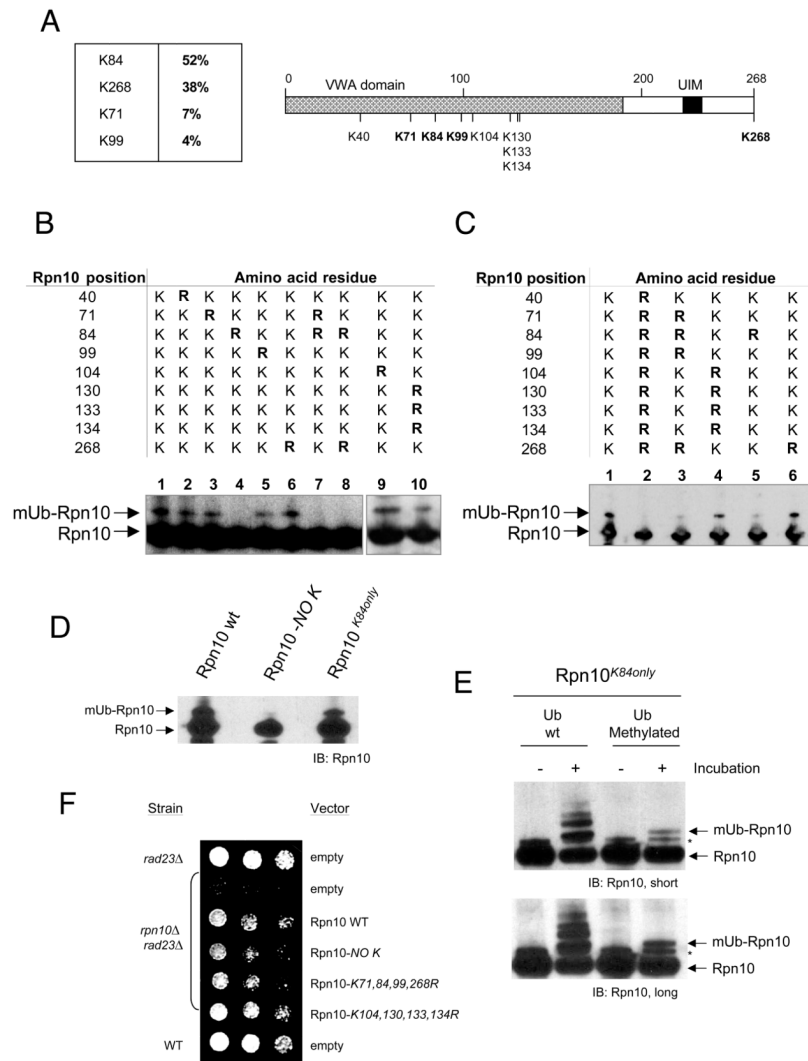 A
K84 52%
K268 38%
K71 7%
K99 4%
0 100 200 268
VWA domain UIM
K40 K71 K84 K99 K104 K130 K268
K133
K134
B
Rpn10 position Amino acid residue
40 K R K K K K K K K K
71 K K R K K K R K K K
84 K K K R K K R R K K
99 K K K K R K K K K K
104 K K K K K K K K R K
130 K K K K K K K K K R
133 K K K K K K K K K R
134 K K K K K K K K K R
268 K K K K K R K R K K
1 2 3 4 5 6 7 8 9 10
mUb-Rpn10
Rpn10
C
Rpn10 position Amino acid residue
40 K R K K K K
71 K R R K K K
84 K R R K R K
99 K R R K K K
104 K R K R K K
130 K R K R K K
133 K R K R K K
134 K R K R K K
268 K R R K K R
1 2 3 4 5 6
mUb-Rpn10
Rpn10
D
Rpn10 wt
Rpn10 -NO K
Rpn10 K84only
mUb-Rpn10
Rpn10
IB: Rpn10
E
Rpn10K84only
Ub wt
Ub Methylated
- + - + Incubation
mUb-Rpn10
*
Rpn10
IB: Rpn10, short
mUb-Rpn10
*
Rpn10
IB: Rpn10, long
F
Strain Vector
rad23Δ empty
empty
rpn10Δ
rad23Δ
Rpn10 WT
Rpn10-NO K
Rpn10-K71,84,99,268R
Rpn10-K104,130,133,134R
WT empty